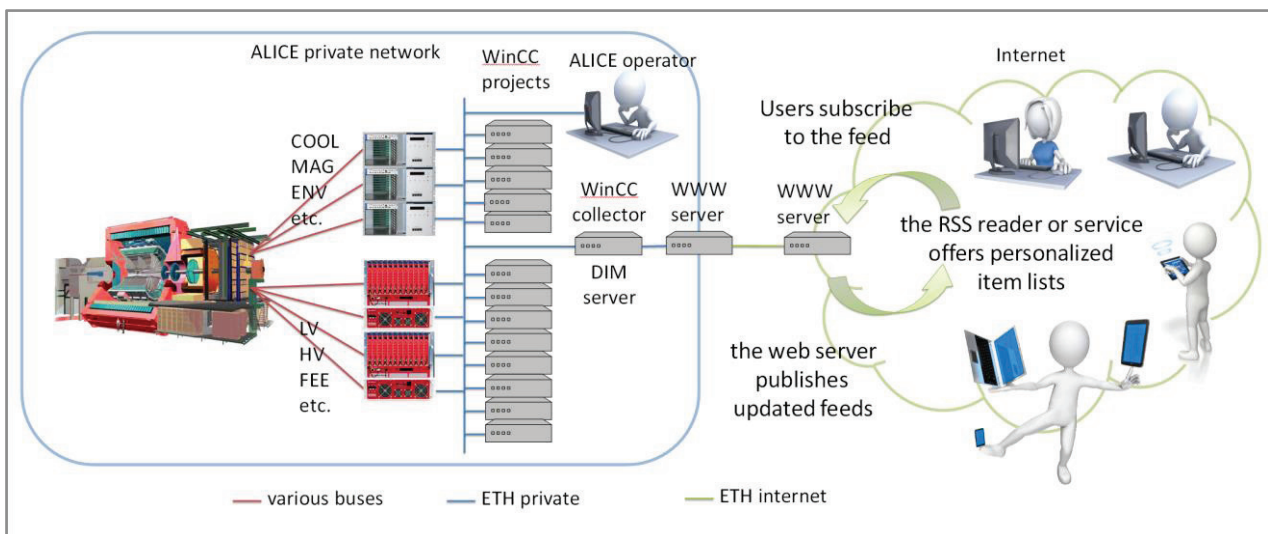 ALICE private network
WinCC
projects
ALICE operator
Internet
COOL
MAG
ENV
etc.
Users subscribe
to the feed
WinCC
collector
WWW
server
WWW
server
the RSS reader or service
offers personalized
item lists
DIM
server
LV
HV
FEE
etc.
the web server
publishes
updated feeds
various buses
ETH private
ETH internet